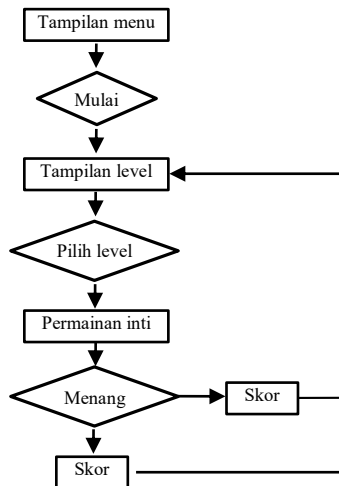 Tampilan menu
Mulai
Tampilan level
Pilih level
Permainan inti
Menang
Skor
Skor